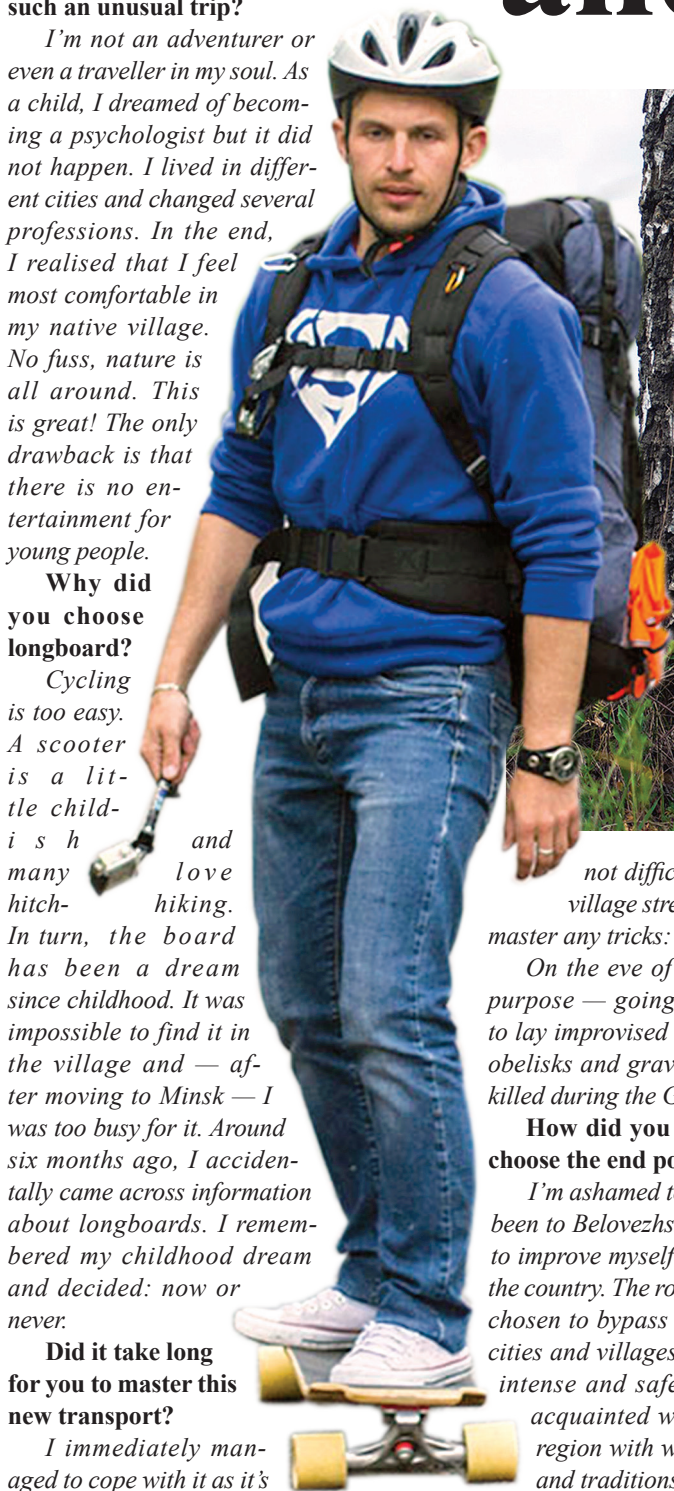 such an unusual trip?
I'm not an adventurer or
even a traveller in my soul. As
a child, I dreamed of becom-
ing a psychologist but it did
not happen. I lived in differ-
ent cities and changed several
professions. In the end,
I realised that I feel
most comfortable in
my native village.
No fuss, nature is
all around. This
is great! The only
drawback is that
there is no en-
tertainment for
young people.
Why did
you choose
longboard?
Cycling
is too easy.
A scooter
is a lit-
tle child-
ish and
many love
hitch- hiking.
In turn, the board
has been a dream
since childhood. It was
impossible to find it in
the village and — af-
ter moving to Minsk — I
was too busy for it. Around
six months ago, I acciden-
tally came across information
about longboards. I remem-
bered my childhood dream
and decided: now or
never.
Did it take long
for you to master this
new transport?
I immediately man-
aged to cope with it as it's
not diffic
village stre
master any tricks:
On the eve of
purpose — going
to lay improvised
obelisks and grav
killed during the G
How did you
choose the end po
I'm ashamed t
been to Belovezhs
to improve myself
the country. The ro
chosen to bypass
cities and villages
intense and safe
acquainted w
region with w
and traditions